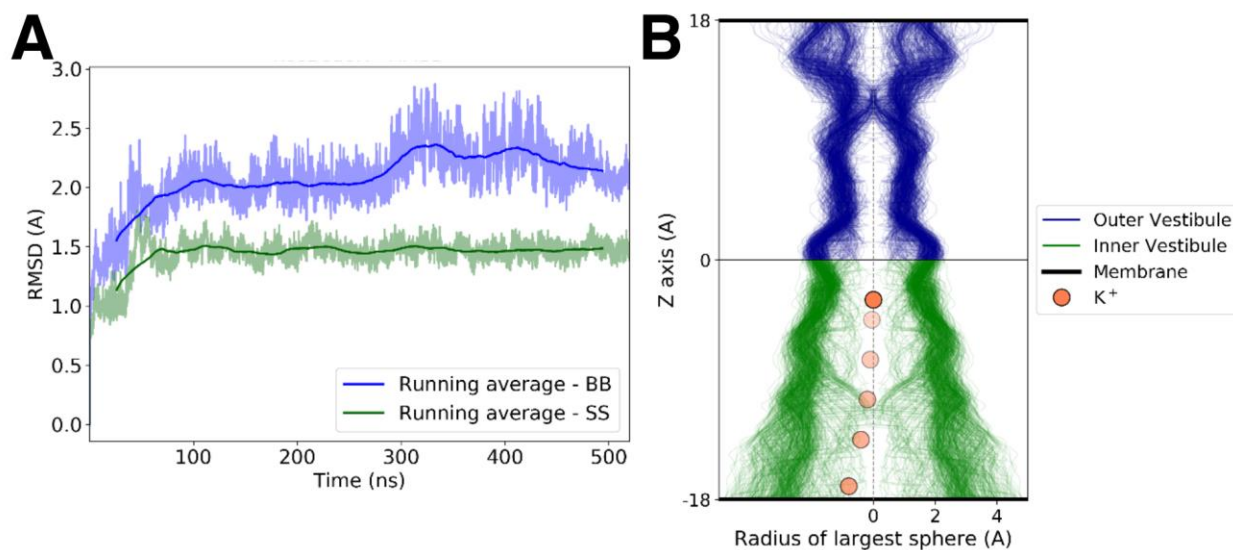 A
3.0
2.5
2.0
1.5
1.0
0.5
0.0
RMSD (A)
100
200
300
400
500
Time (ns)
Running average - BB
Running average - SS
B
18
0
-18
Z axis (A)
0
2
4
Radius of largest sphere (A)
Outer Vestibule
Inner Vestibule
Membrane
K+